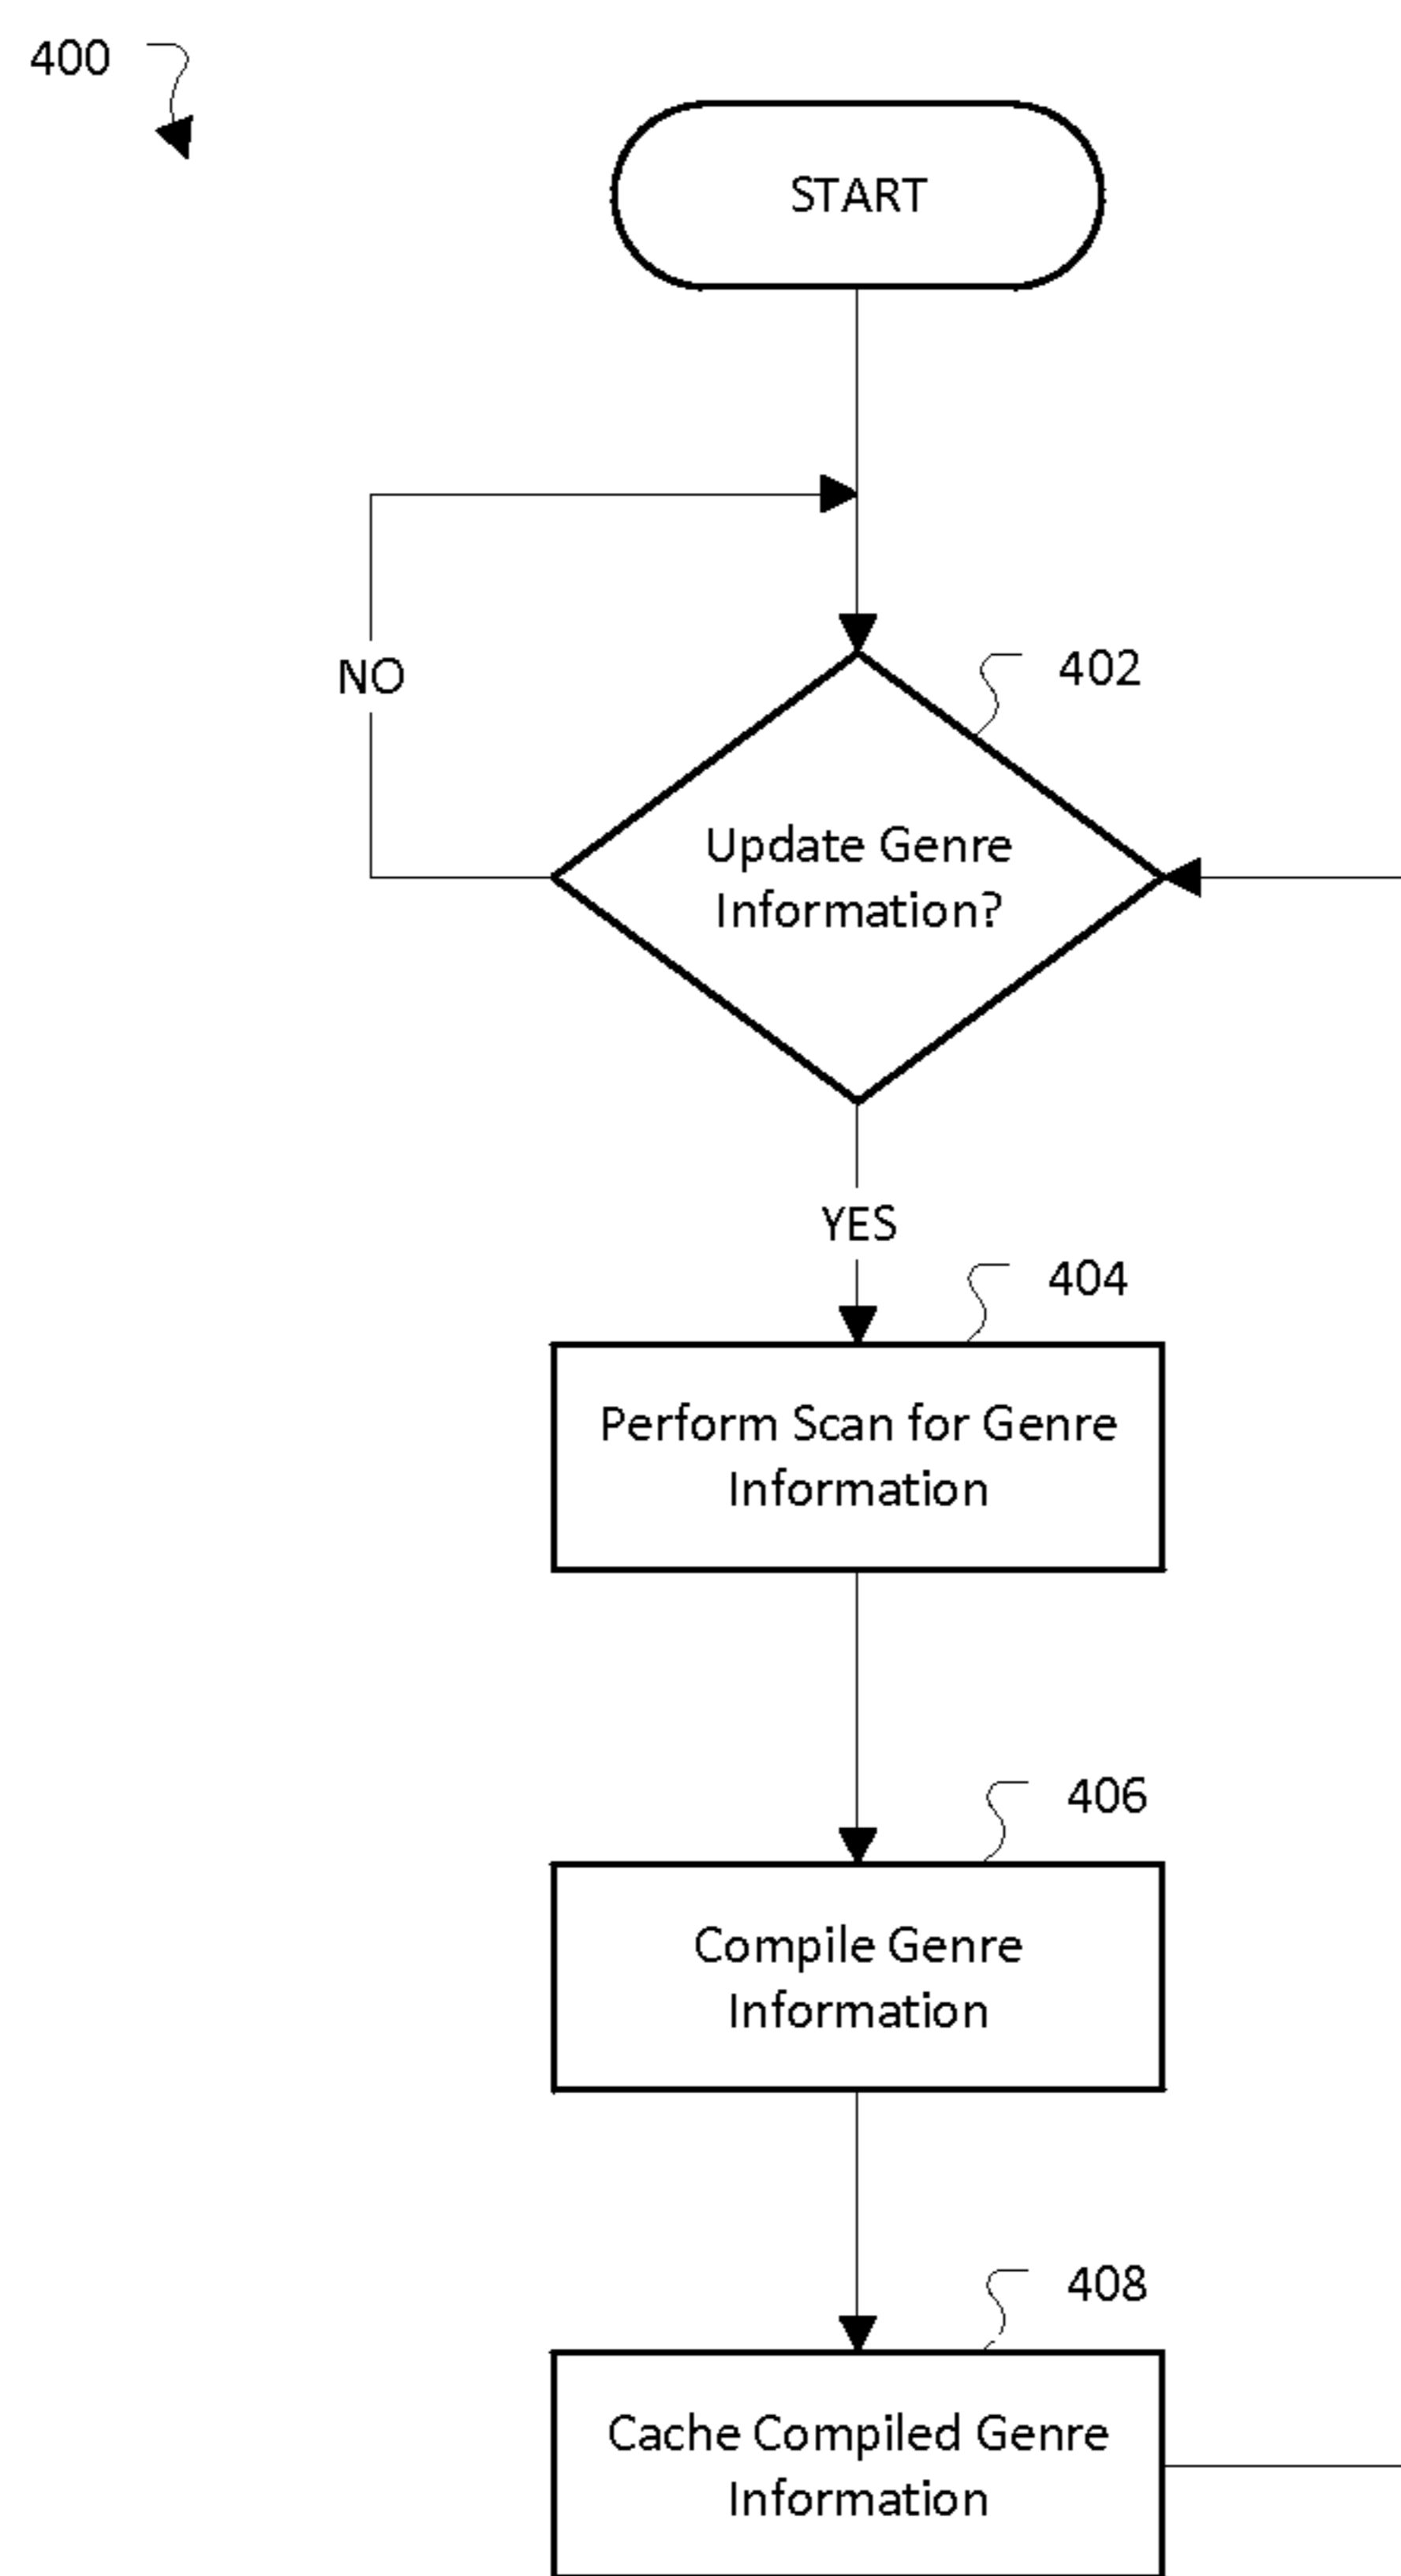 400
START
NO
402
Update Genre
Information?
YES
404
Perform Scan for Genre
Information
406
Compile Genre
Information
408
Cache Compiled Genre
Information